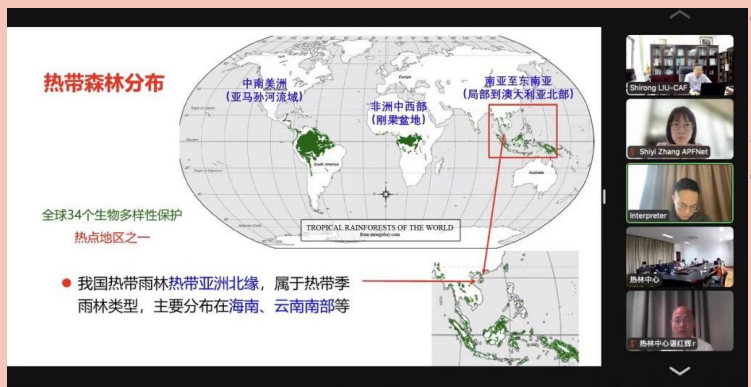 热带森林分布
中南美洲
(亚马孙河流域)
非洲中西部
(刚果盆地)
南亚至东南亚
(局部到澳大利亚北部)
Europe
South America
Australia
TROPICAL RAINFORESTS OF THE WORLD
from mongabay.com
全球34个生物多样性保护
热点地区之一
● 我国热带雨林热带亚洲北缘，属于热带季
雨林类型，主要分布在海南、云南南部等
Shirong LIU-CAF
Shiyi Zhang APFNet
Interpreter
热林中心
热林中心谌红辉r